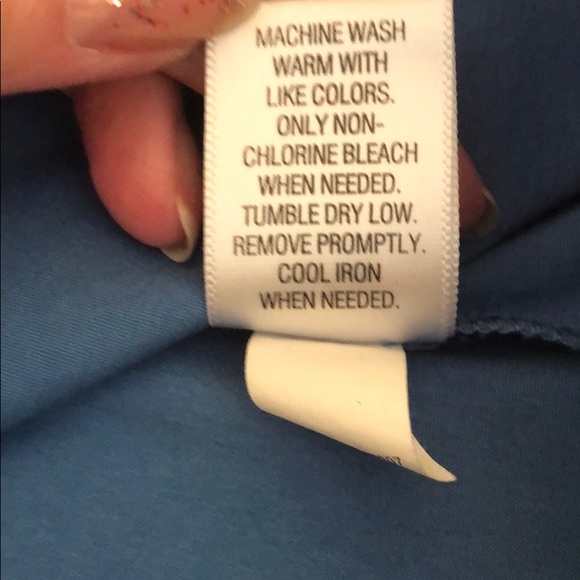 MACHINE WASH
WARM WITH
LIKE COLORS.
ONLY NON-
CHLORINE BLEACH
WHEN NEEDED.
TUMBLE DRY LOW.
REMOVE PROMPTLY.
COOL IRON
WHEN NEEDED.